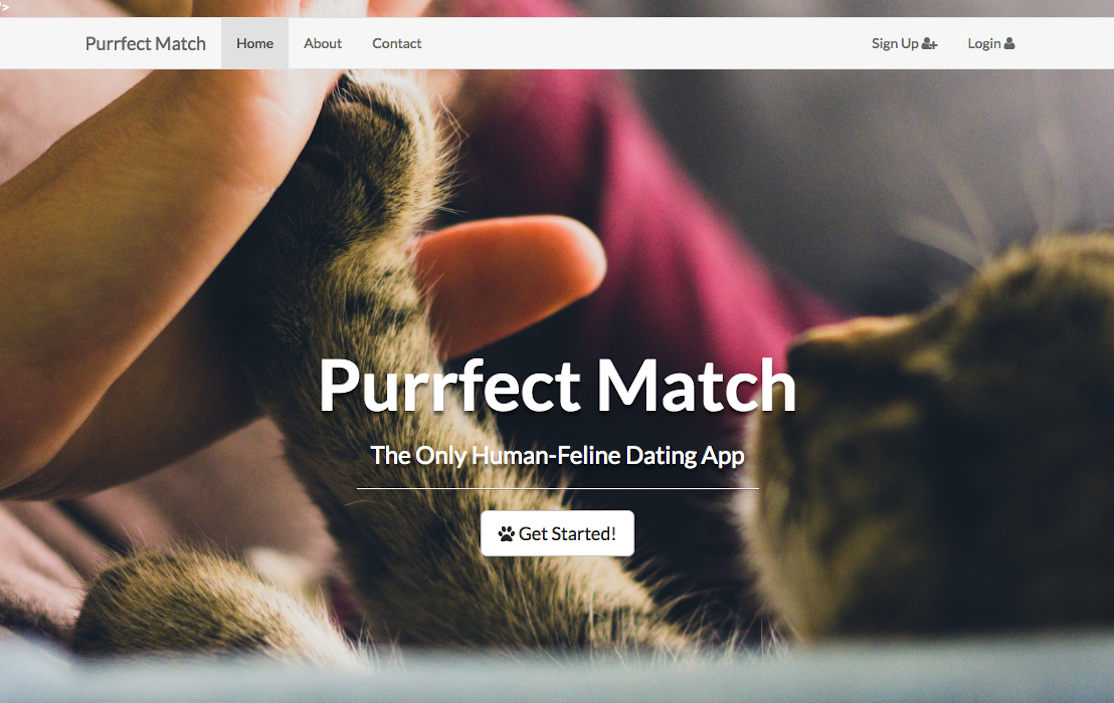 >
Purrfect Match Home About Contact Sign Up Login
Purrfect Match
The Only Human-Feline Dating App
Get Started!